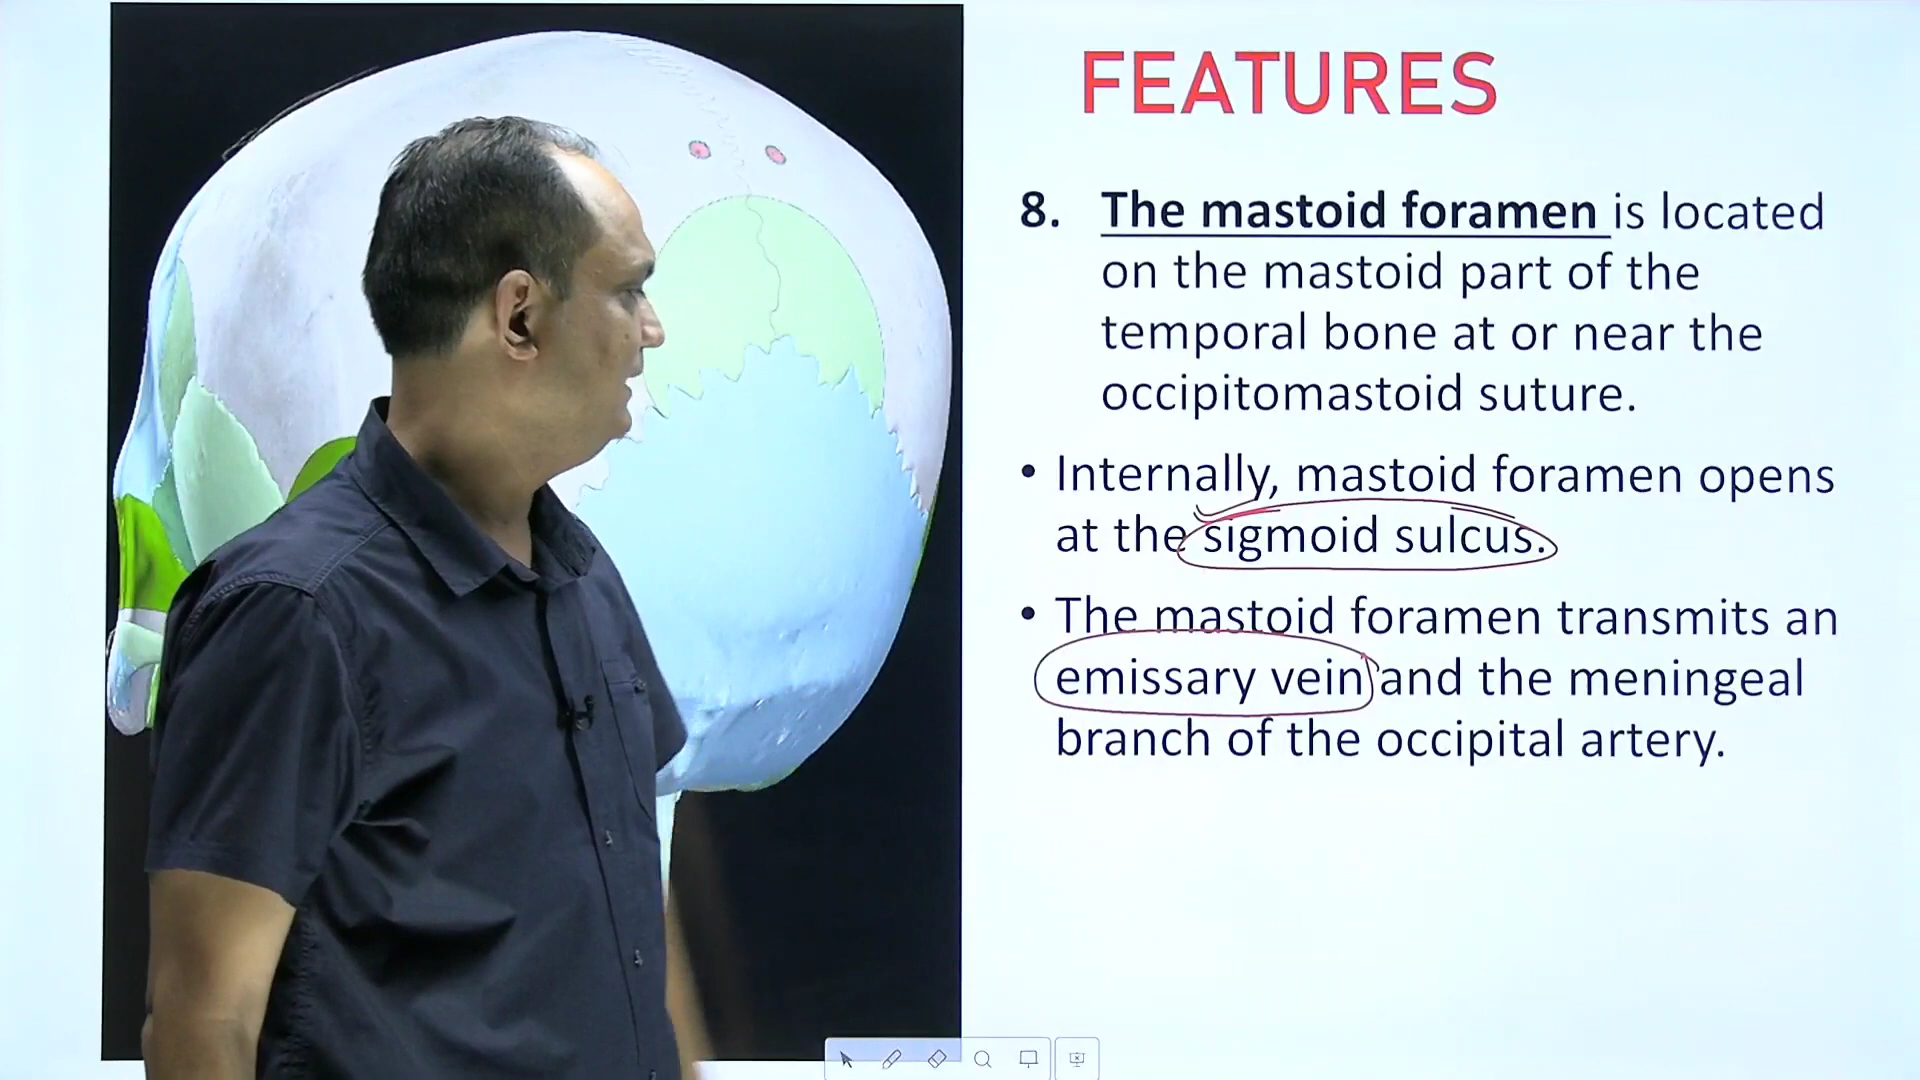 FEATURES
8. The mastoid foramen is located
on the mastoid part of the
temporal bone at or near the
occipitomastoid suture.
• Internally, mastoid foramen opens
at the sigmoid sulcus.
• The mastoid foramen transmits an
emissary vein and the meningeal
branch of the occipital artery.